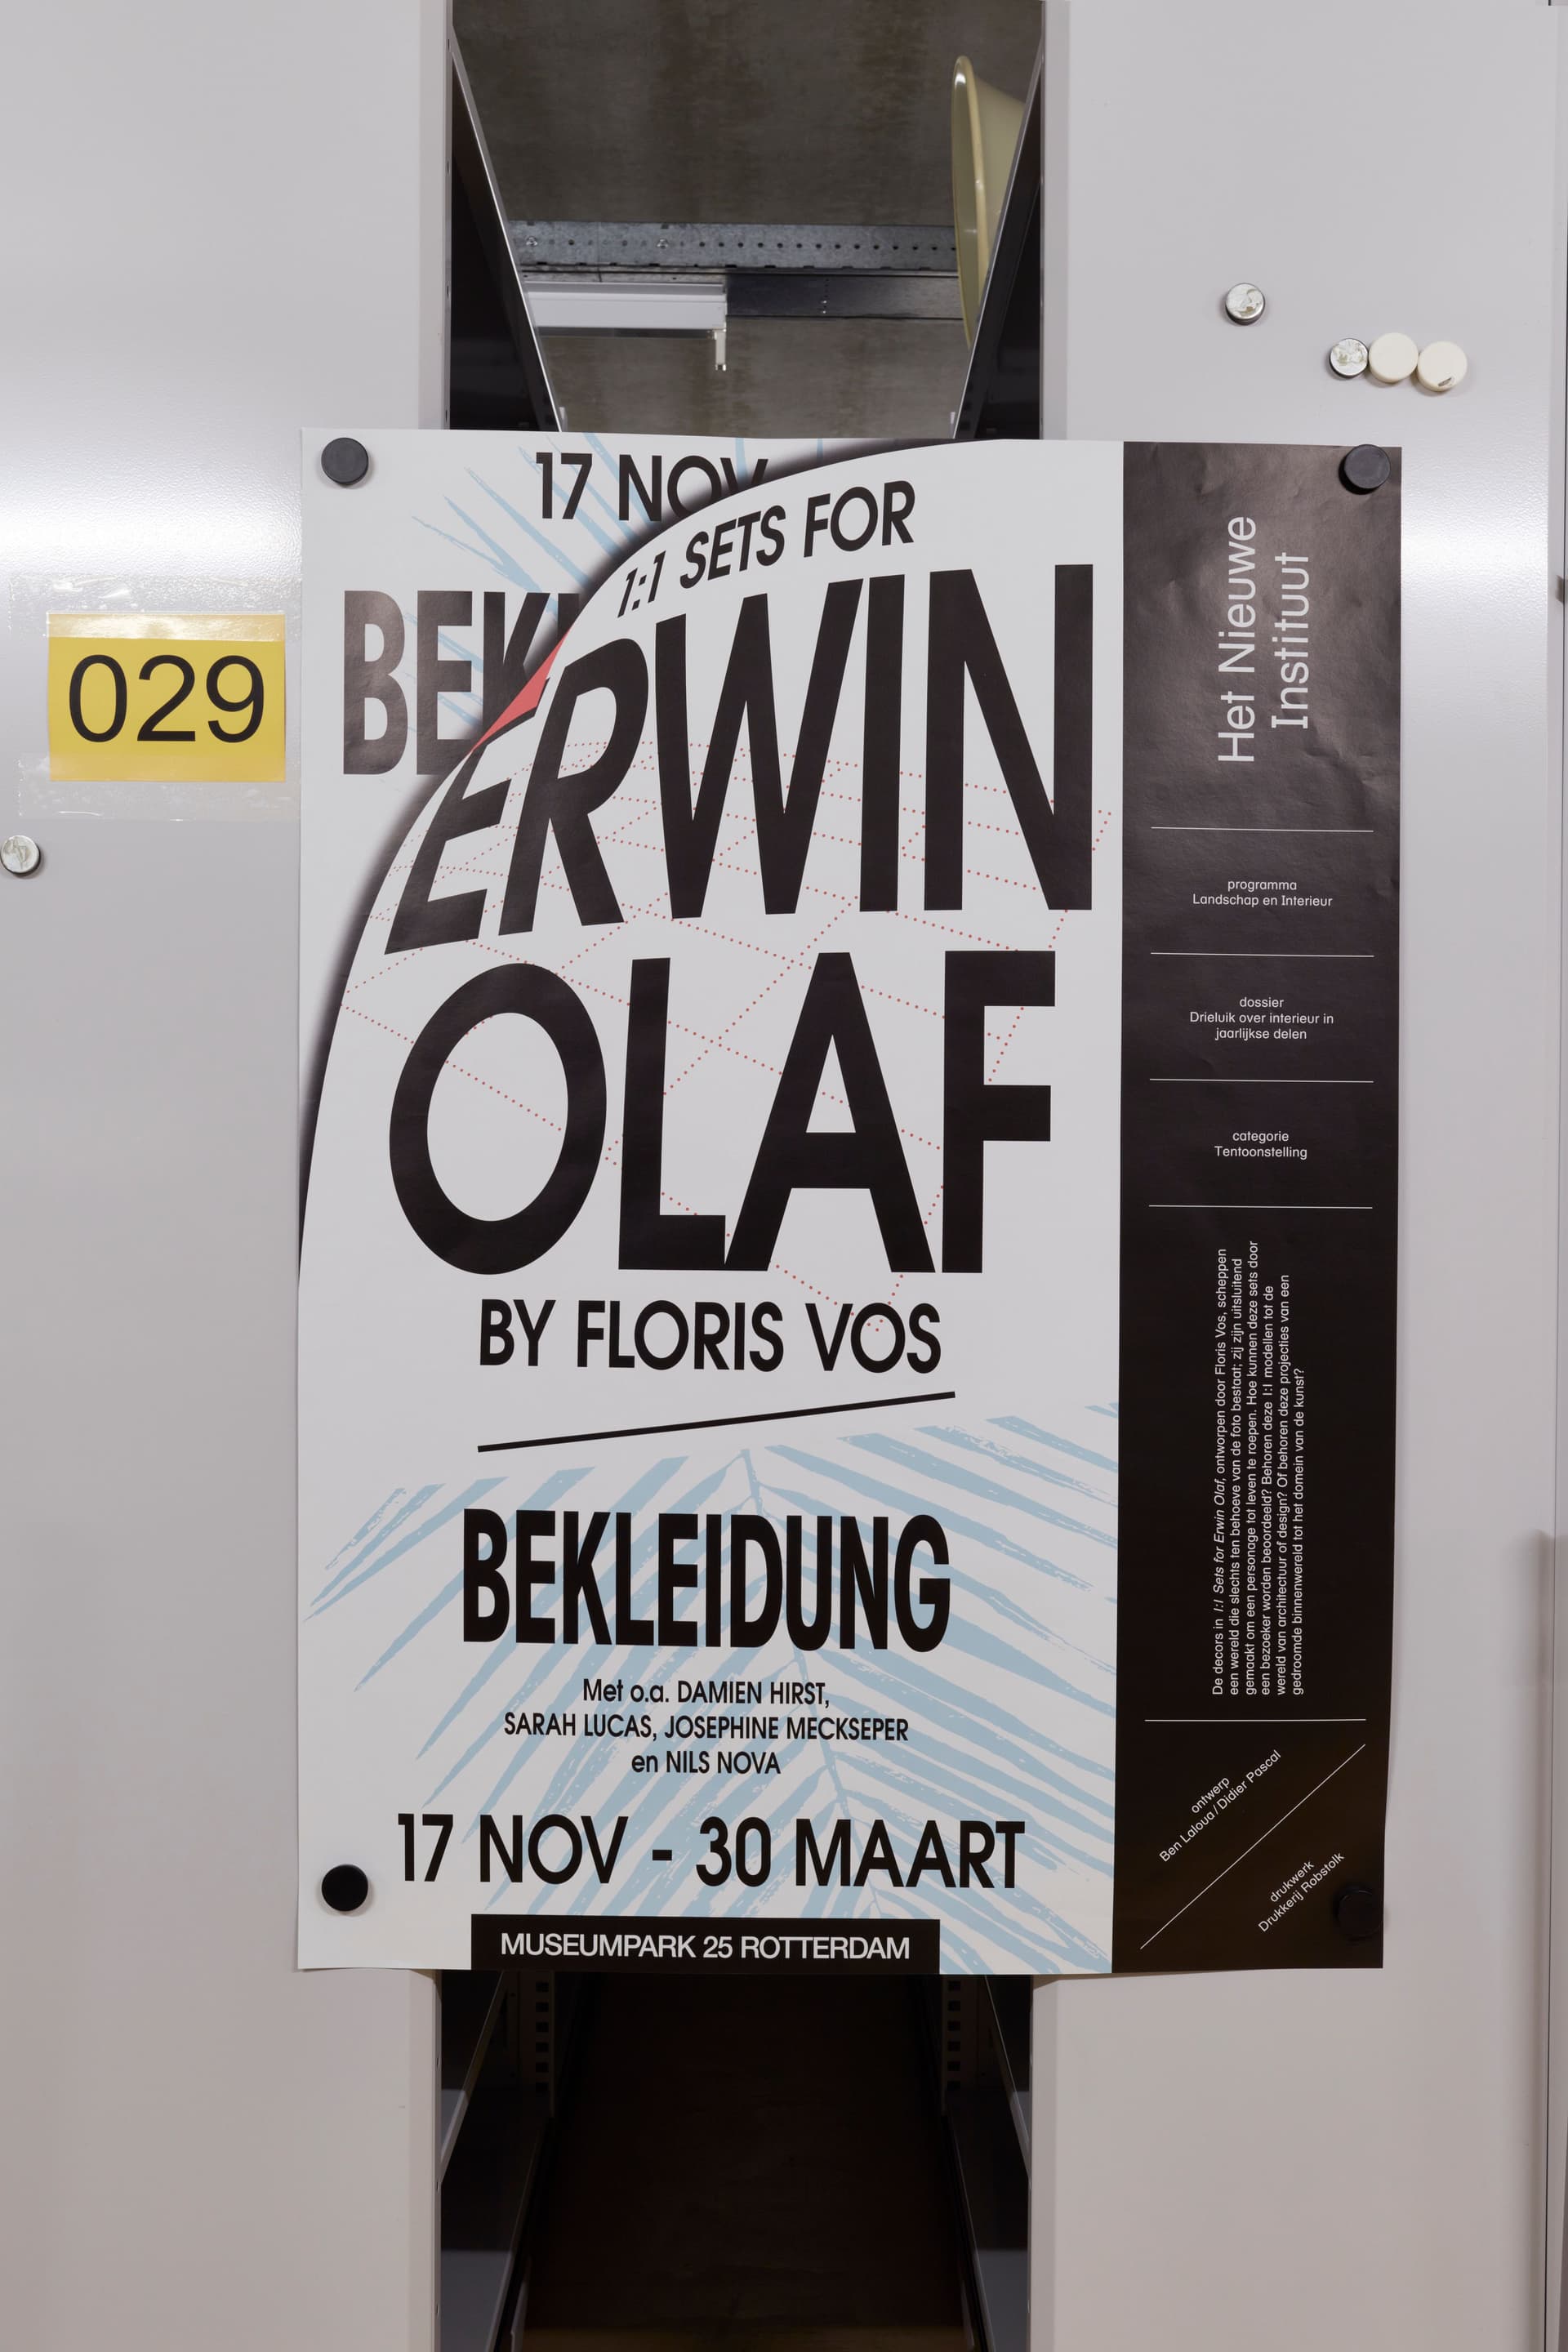 029
17 NOV
BEK
1:1 SETS FOR
ERWIN
OLAF
BY FLORIS VOS
BEKLEIDUNG
Met o.a. DAMIEN HIRST,
SARAH LUCAS, JOSEPHINE MECKSEPER
en NILS NOVA
17 NOV - 30 MAART
MUSEUMPARK 25 ROTTERDAM
Het Nieuwe
Instituut
programma
Landschap en Interieur
dossier
Drieluik over interieur in
jaarlijkse delen
categorie
Tentoonstelling
De decors in 1:1 Sets for Erwin Olaf, ontworpen door Floris Vos, scheppen
een wereld die slechts ten behoeve van de foto bestaat; zij zijn uitsluitend
gemaakt om een personage tot leven te roepen. Hoe kunnen deze sets door
een bezoeker worden beoordeeld? Behoren deze 1:1 modellen tot de
wereld van architectuur of design? Of behoren deze projecties van een
gedroomde binnenwereld tot het domein van de kunst?
ontwerp
Ben Laloua / Didier Pascal
drukwerk
Drukkerij Robstolk